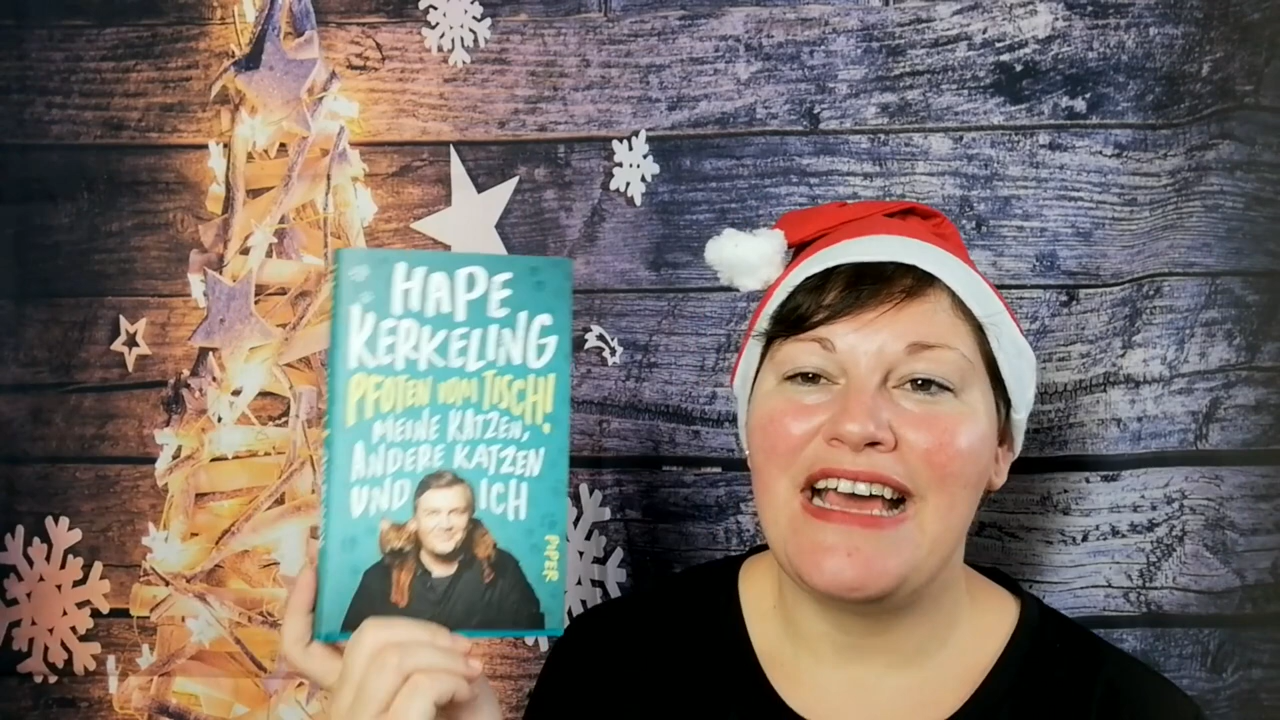 HAPE
KERKELING
PFOTEN VOM TISCH!
MEINE KATZEN,
ANDERE KATZEN
UND ICH
PIPER